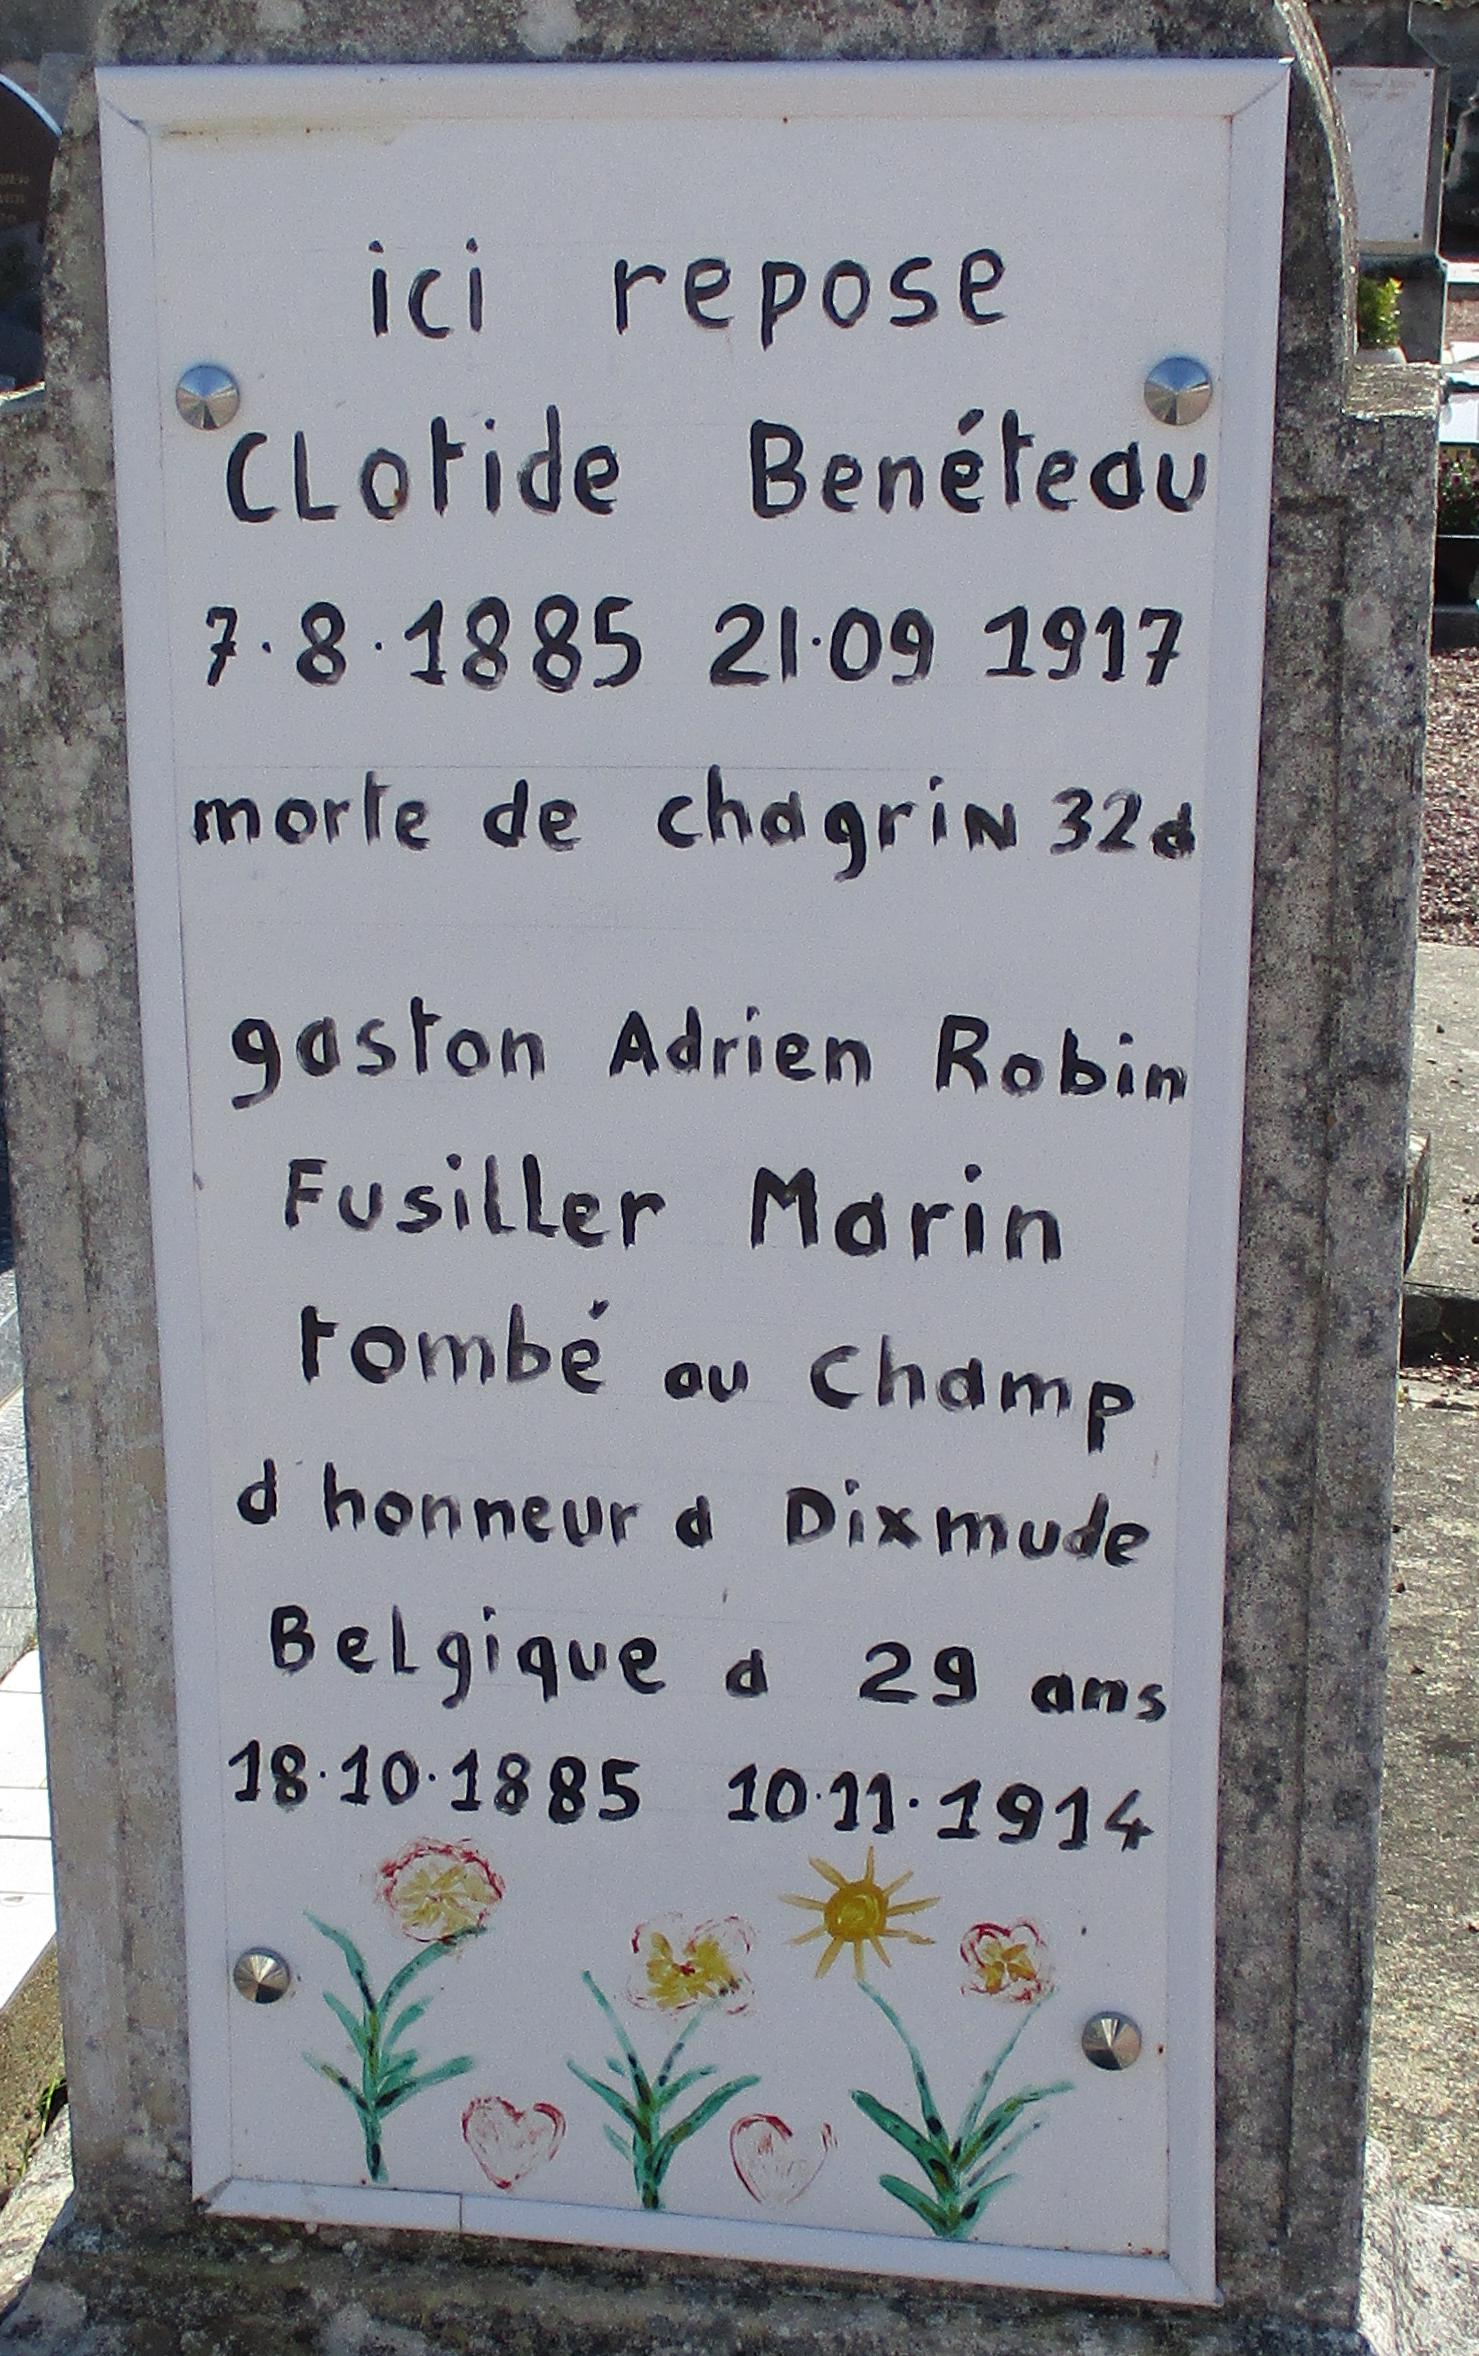 ici repose
CLotide Benéteau
7.8.1885 21.09 1917
morte de chagrin 32a
gaston Adrien Robin
Fusiller Marin
tombé au Champ
d'honneur a Dixmude
Belgique a 29 ans
18.10.1885 10.11.1914